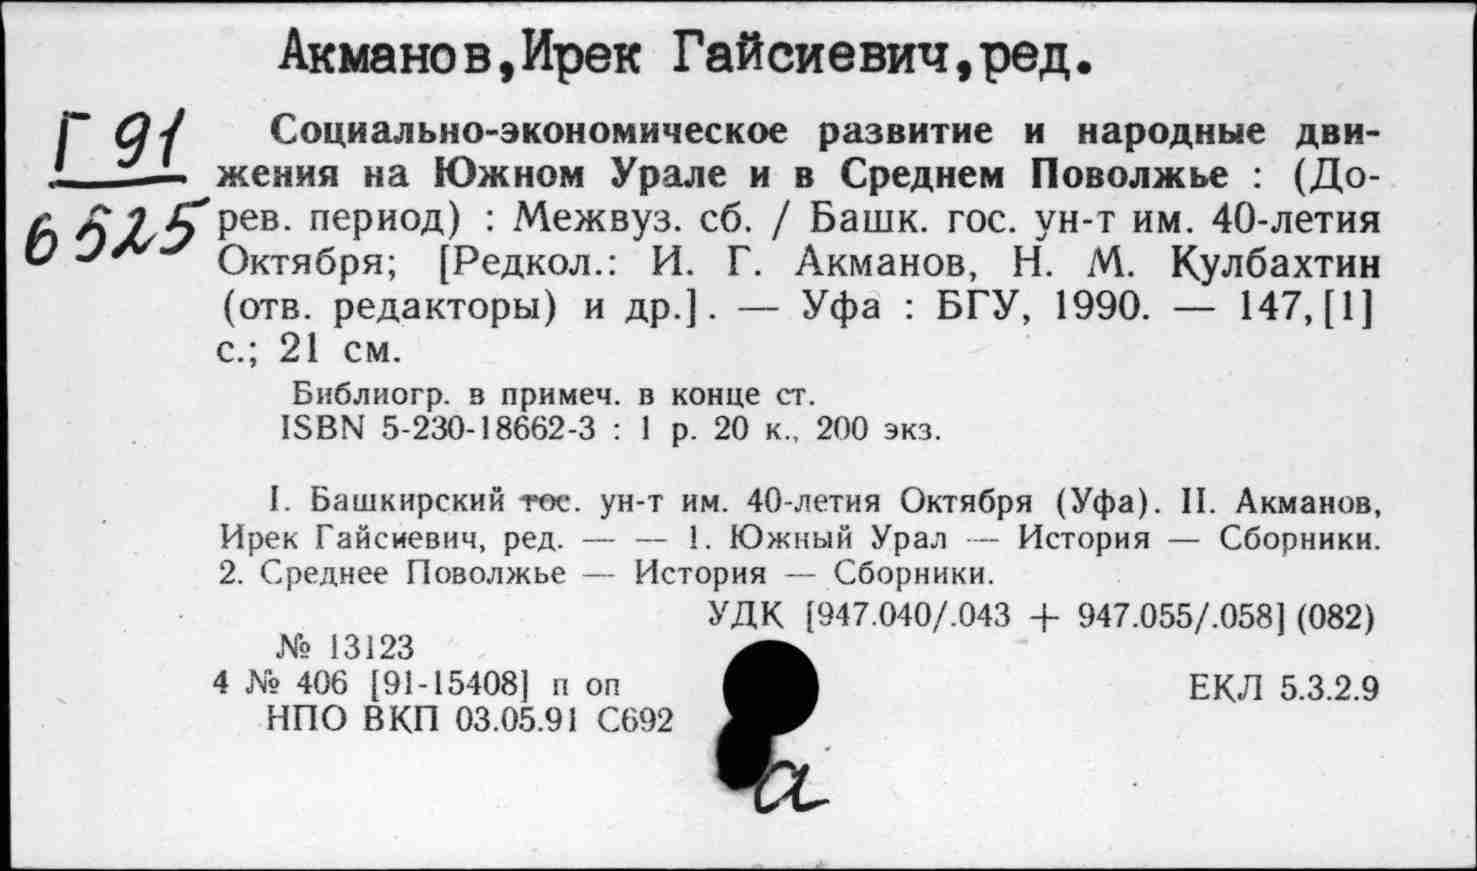 Акманов,Ирек Гайсиевич,ред.
Г 91
6525
Социально-экономическое развитие и народные дви-
жения на Южном Урале и в Среднем Поволжье : (До-
рев. период) : Межвуз. сб. / Башк. гос. ун-т им. 40-летия
Октября; [Редкол.: И. Г. Акманов, Н. М. Кулбахтин
(отв. редакторы) и др.]. — Уфа : БГУ, 1990. — 147,[1]
с.; 21 см.
Библиогр. в примеч. в конце ст.
ISBN 5-230-18662-3 : 1 р. 20 к., 200 экз.
I. Башкирский гос. ун-т им. 40-летия Октября (Уфа). II. Акманов,
Ирек Гайсиевич, ред. — — 1. Южный Урал — История — Сборники.
2. Среднее Поволжье — История — Сборники.
УДК [947.040/.043 + 947.055/.058] (082)
№ 13123
4 № 406 [91-15408] п оп
ЕКЛ 5.3.2.9
НПО ВКП 03.05.91 С692
а